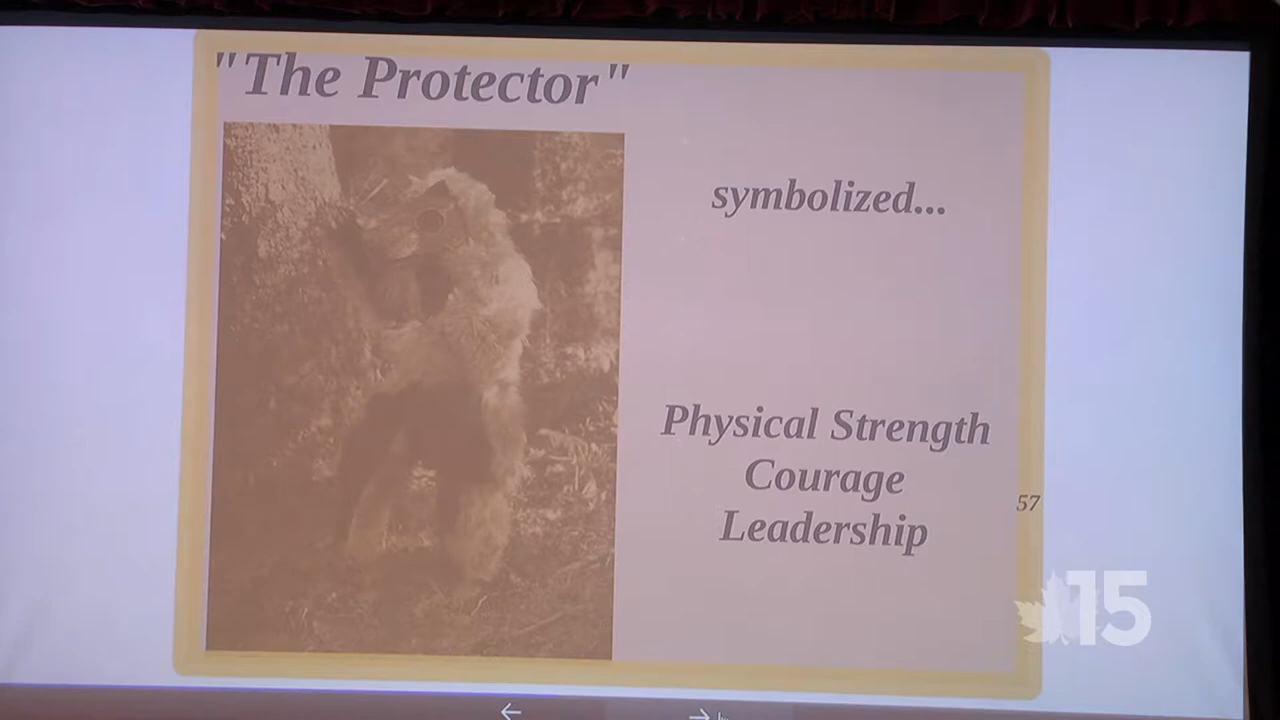 "The Protector"
symbolized...
Physical Strength
Courage
Leadership
57
15